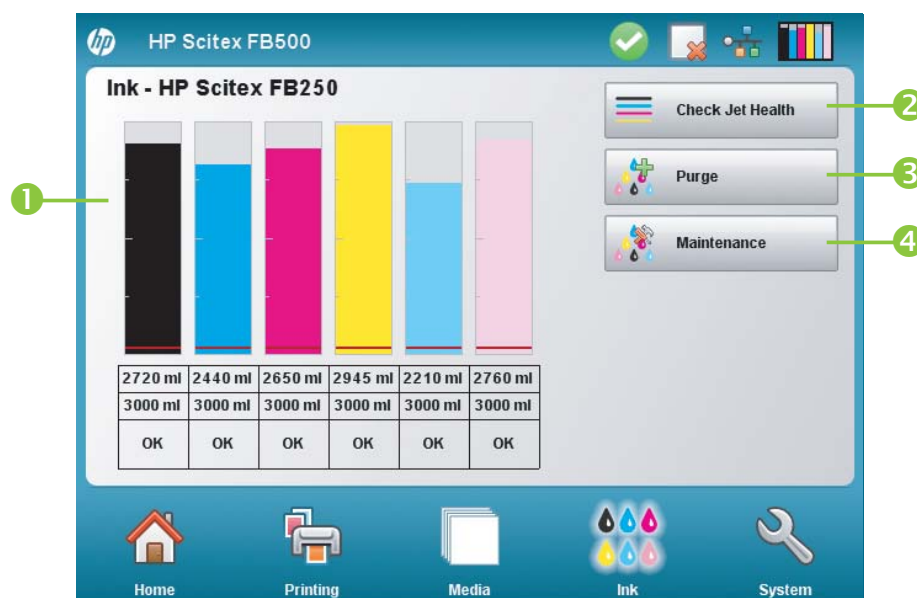 hp HP Scitex FB500
Ink - HP Scitex FB250
1
Check Jet Health 2
Purge 3
Maintenance 4
2720 ml 2440 ml 2650 ml 2945 ml 2210 ml 2760 ml
3000 ml 3000 ml 3000 ml 3000 ml 3000 ml 3000 ml
OK OK OK OK OK OK
Home Printing Media Ink System